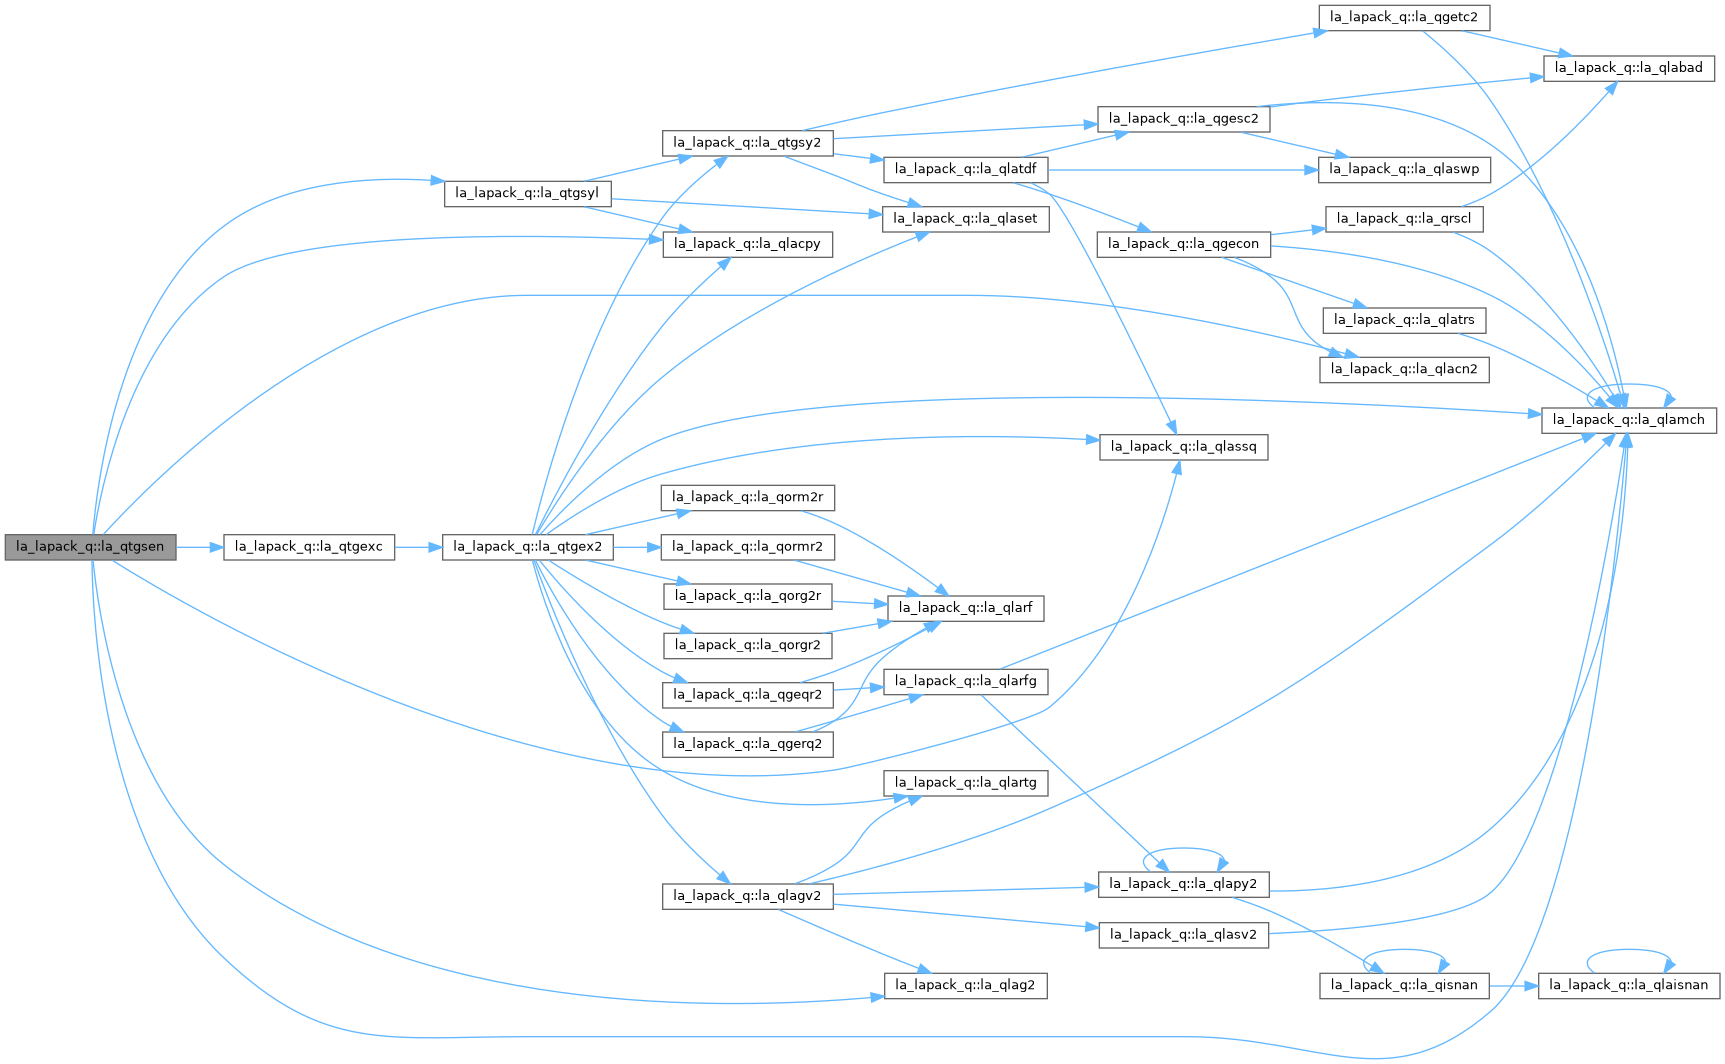 la_lapack_q::la_qgetc2
la_lapack_q::la_qlabad
la_lapack_q::la_qgesc2
la_lapack_q::la_qtgsy2
la_lapack_q::la_qlatdf
la_lapack_q::la_qlaswp
la_lapack_q::la_qtgsyl
la_lapack_q::la_qlaset
la_lapack_q::la_qrscl
la_lapack_q::la_qlacpy
la_lapack_q::la_qgecon
la_lapack_q::la_qlatrs
la_lapack_q::la_qlacn2
la_lapack_q::la_qlamch
la_lapack_q::la_qlassq
la_lapack_q::la_qorm2r
la_lapack_q::la_qtgsen
la_lapack_q::la_qtgexc
la_lapack_q::la_qtgex2
la_lapack_q::la_qormr2
la_lapack_q::la_qorg2r
la_lapack_q::la_qlarf
la_lapack_q::la_qorgr2
la_lapack_q::la_qlarfg
la_lapack_q::la_qgeqr2
la_lapack_q::la_qgerq2
la_lapack_q::la_qlartg
la_lapack_q::la_qlapy2
la_lapack_q::la_qlagv2
la_lapack_q::la_qlasv2
la_lapack_q::la_qlag2
la_lapack_q::la_qisnan
la_lapack_q::la_qlaisnan